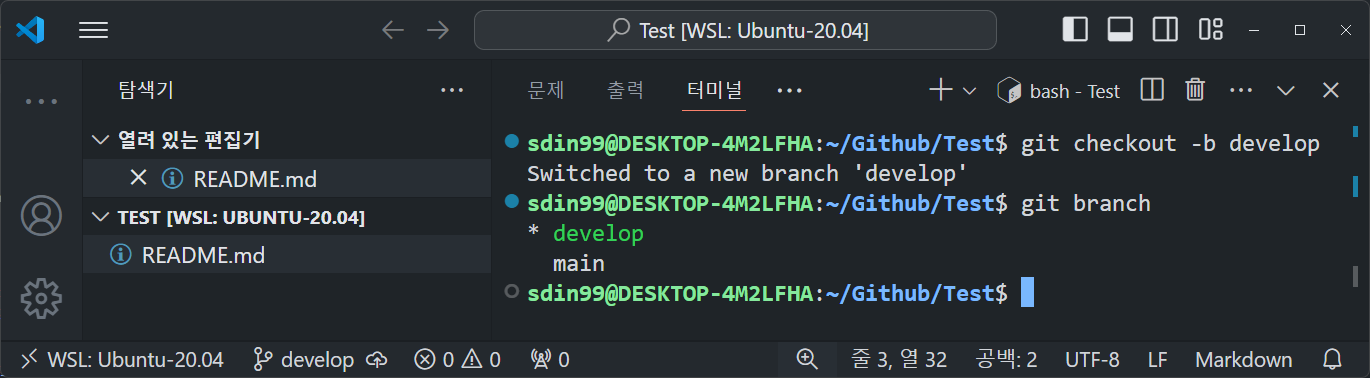 Test [WSL: Ubuntu-20.04]
탐색기
열려 있는 편집기
README.md
TEST [WSL: UBUNTU-20.04]
README.md
문제 출력 터미널 bash - Test
sdin99@DESKTOP-4M2LFHA:~/Github/Test$ git checkout -b develop
Switched to a new branch 'develop'
sdin99@DESKTOP-4M2LFHA:~/Github/Test$ git branch
* develop
main
sdin99@DESKTOP-4M2LFHA:~/Github/Test$
WSL: Ubuntu-20.04 develop 0 0 0 줄 3, 열 32 공백: 2 UTF-8 LF Markdown